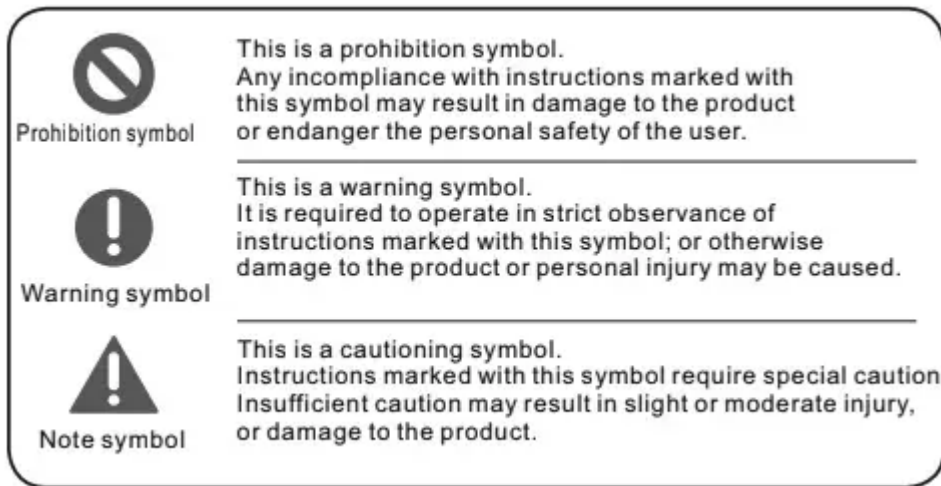 This is a prohibition symbol.
Any incompliance with instructions marked with
this symbol may result in damage to the product
or endanger the personal safety of the user.
Prohibition symbol
This is a warning symbol.
It is required to operate in strict observance of
instructions marked with this symbol; or otherwise
damage to the product or personal injury may be caused.
Warning symbol
This is a cautioning symbol.
Instructions marked with this symbol require special caution
Insufficient caution may result in slight or moderate injury,
or damage to the product.
Note symbol